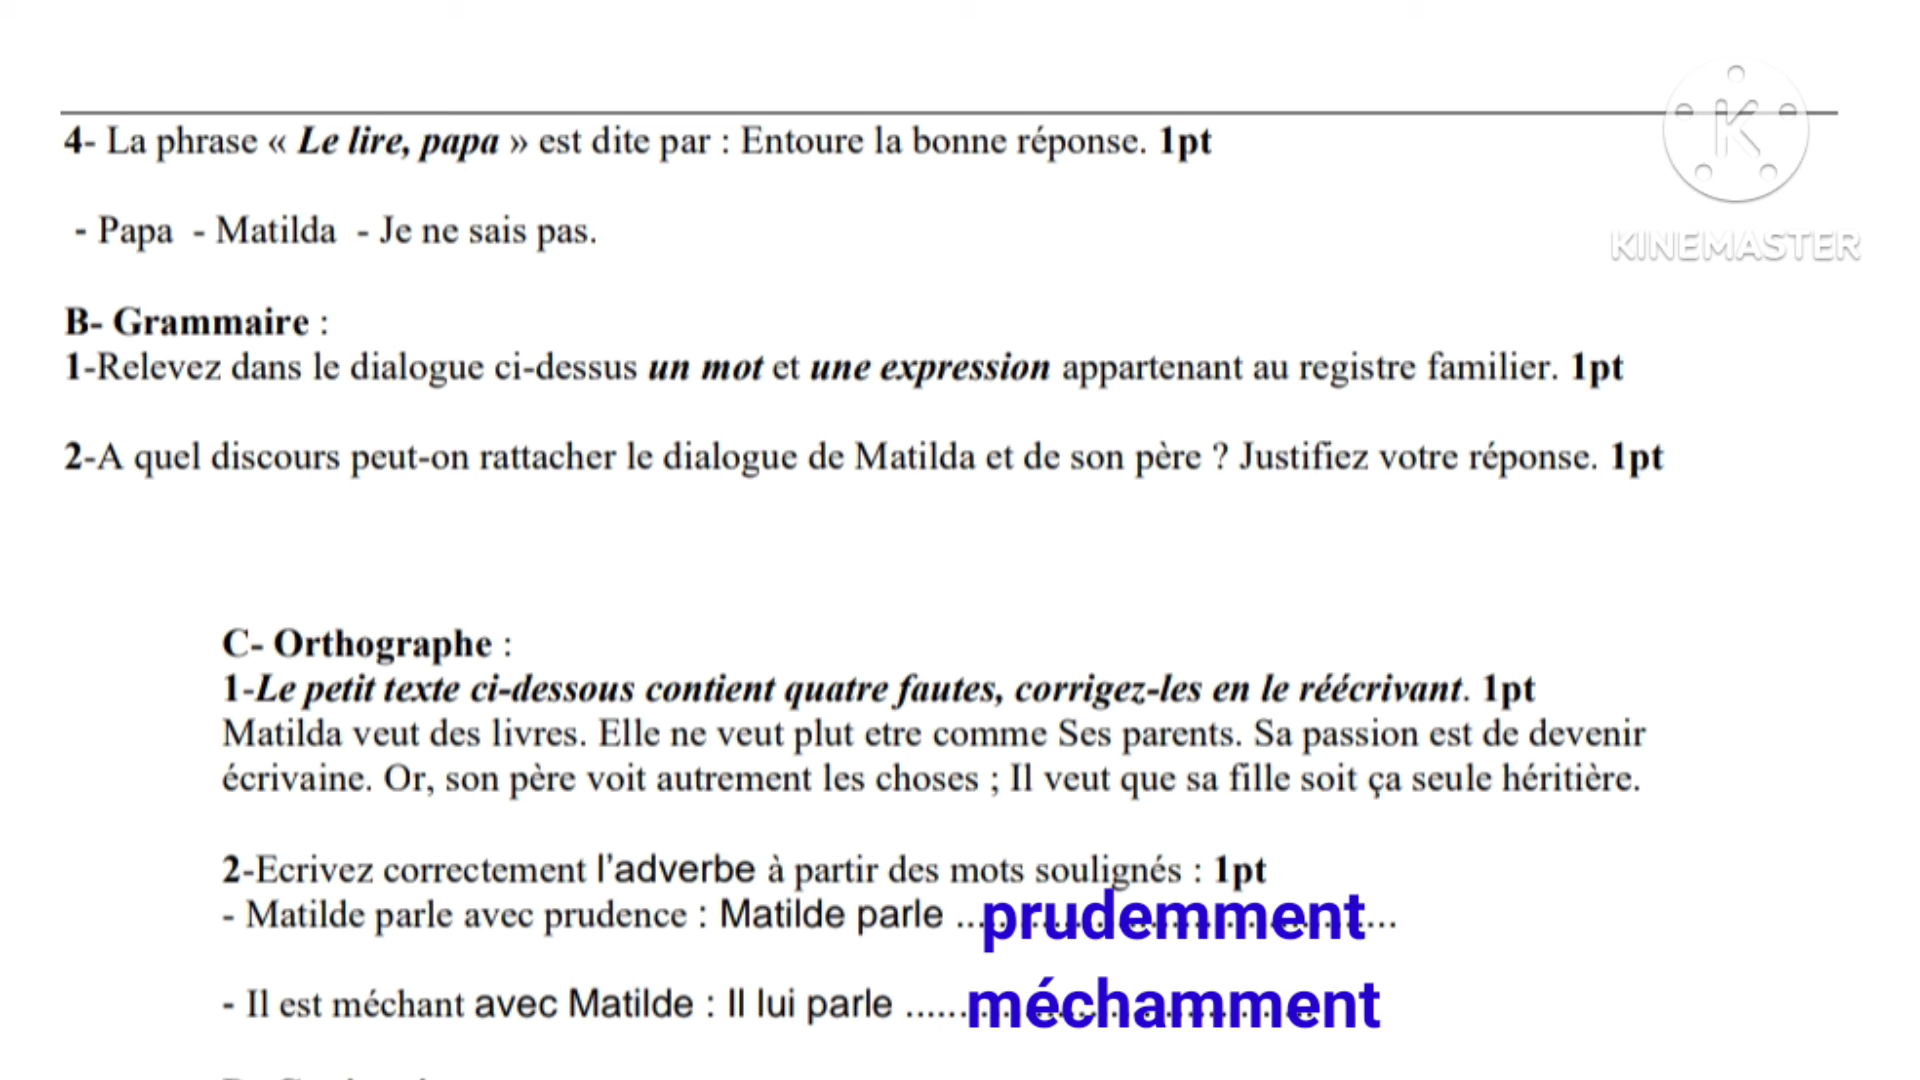 4- La phrase « Le lire, papa » est dite par : Entoure la bonne réponse. 1pt
KINEMASTER
- Papa - Matilda - Je ne sais pas.
B- Grammaire :
1-Relevez dans le dialogue ci-dessus un mot et une expression appartenant au registre familier. 1pt
2-A quel discours peut-on rattacher le dialogue de Matilda et de son père ? Justifiez votre réponse. 1pt
C- Orthographe :
1-Le petit texte ci-dessous contient quatre fautes, corrigez-les en le réécrivant. 1pt
Matilda veut des livres. Elle ne veut plut etre comme Ses parents. Sa passion est de devenir
écrivaine. Or, son père voit autrement les choses ; Il veut que sa fille soit ça seule héritière.
2-Ecrivez correctement l'adverbe à partir des mots soulignés : 1pt
- Matilde parle avec prudence : Matilde parle ...prudemment...
- Il est méchant avec Matilde : Il lui parle ......méchamment